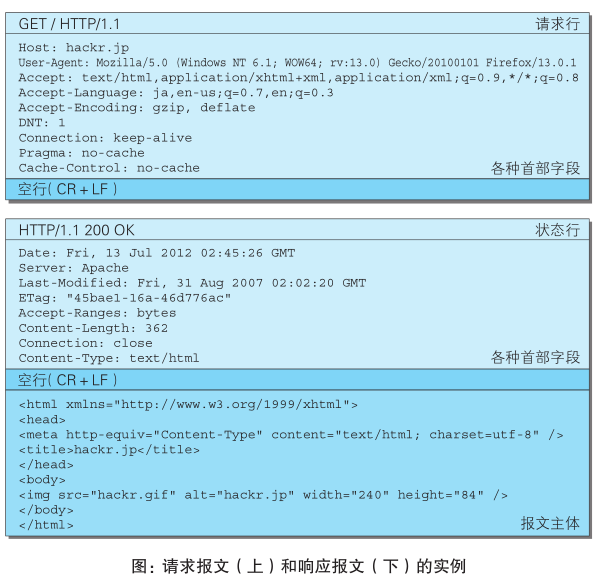 GET / HTTP/1.1 请求行
Host: hackr.jp
User-Agent: Mozilla/5.0 (Windows NT 6.1; WOW64; rv:13.0) Gecko/20100101 Firefox/13.0.1
Accept: text/html,application/xhtml+xml,application/xml;q=0.9,*/*;q=0.8
Accept-Language: ja,en-us;q=0.7,en;q=0.3
Accept-Encoding: gzip, deflate
DNT: 1
Connection: keep-alive
Pragma: no-cache
Cache-Control: no-cache 各种首部字段
空行(CR+LF)
HTTP/1.1 200 OK 状态行
Date: Fri, 13 Jul 2012 02:45:26 GMT
Server: Apache
Last-Modified: Fri, 31 Aug 2007 02:02:20 GMT
ETag: "45bae1-16a-46d776ac"
Accept-Ranges: bytes
Content-Length: 362
Connection: close
Content-Type: text/html 各种首部字段
空行(CR+LF)
<html xmlns="http://www.w3.org/1999/xhtml">
<head>
<meta http-equiv="Content-Type" content="text/html; charset=utf-8" />
<title>hackr.jp</title>
</head>
<body>
<img src="hackr.gif" alt="hackr.jp" width="240" height="84" />
</body>
</html> 报文主体
图:请求报文(上)和响应报文(下)的实例